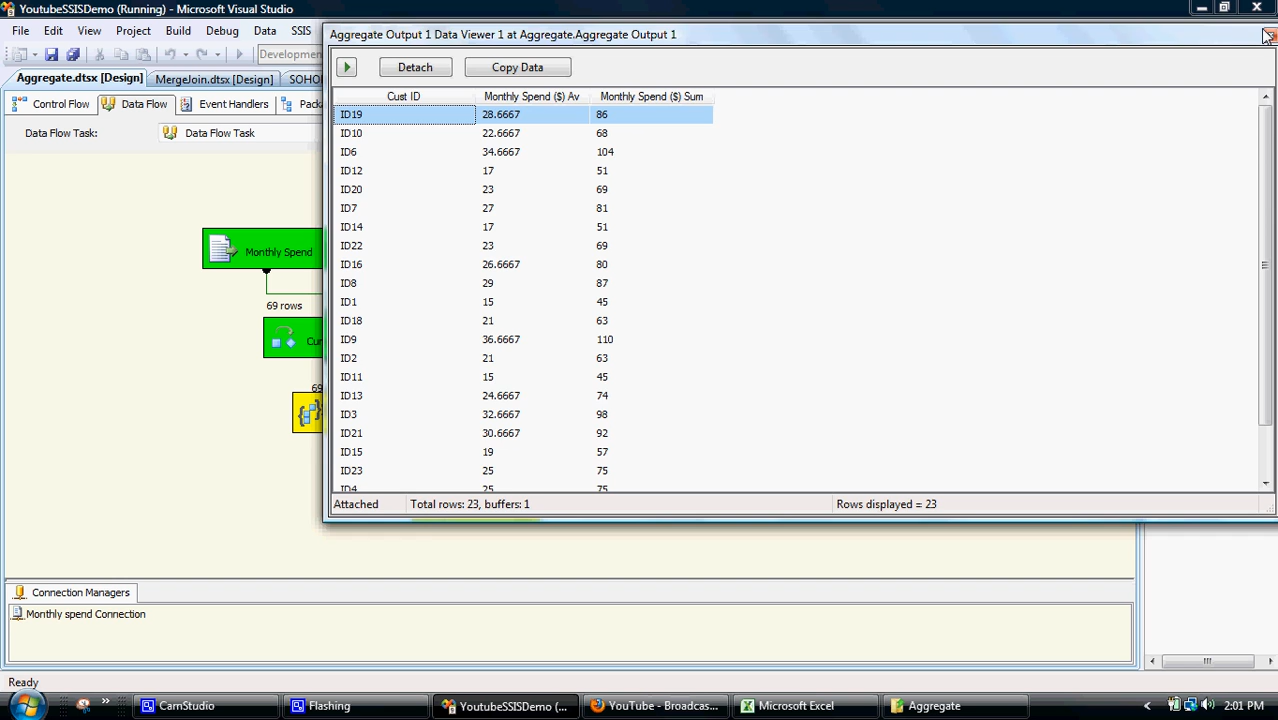 YoutubeSSISDemo (Running) - Microsoft Visual Studio
File Edit View Project Build Debug Data SSIS
Developmen
Aggregate.dtsx [Design] MergeJoin.dtsx [Design] SOHO
Control Flow Data Flow Event Handlers
Data Flow Task: Data Flow Task
Monthly Spend
69 rows
69
Aggregate Output 1 Data Viewer 1 at Aggregate.Aggregate Output 1
Detach Copy Data
Cust ID Monthly Spend ($) Av Monthly Spend ($) Sum
ID19 28.6667 86
ID10 22.6667 68
ID6 34.6667 104
ID12 17 51
ID20 23 69
ID7 27 81
ID14 17 51
ID22 23 69
ID16 26.6667 80
ID8 29 87
ID1 15 45
ID18 21 63
ID9 36.6667 110
ID2 21 63
ID11 15 45
ID13 24.6667 74
ID3 32.6667 98
ID21 30.6667 92
ID15 19 57
ID23 25 75
ID4 25 75
Attached Total rows: 23, buffers: 1 Rows displayed = 23
Connection Managers
Monthly spend Connection
Ready
CamStudio Flashing YoutubeSSISDemo (... YouTube - Broadcas... Microsoft Excel Aggregate 2:01 PM